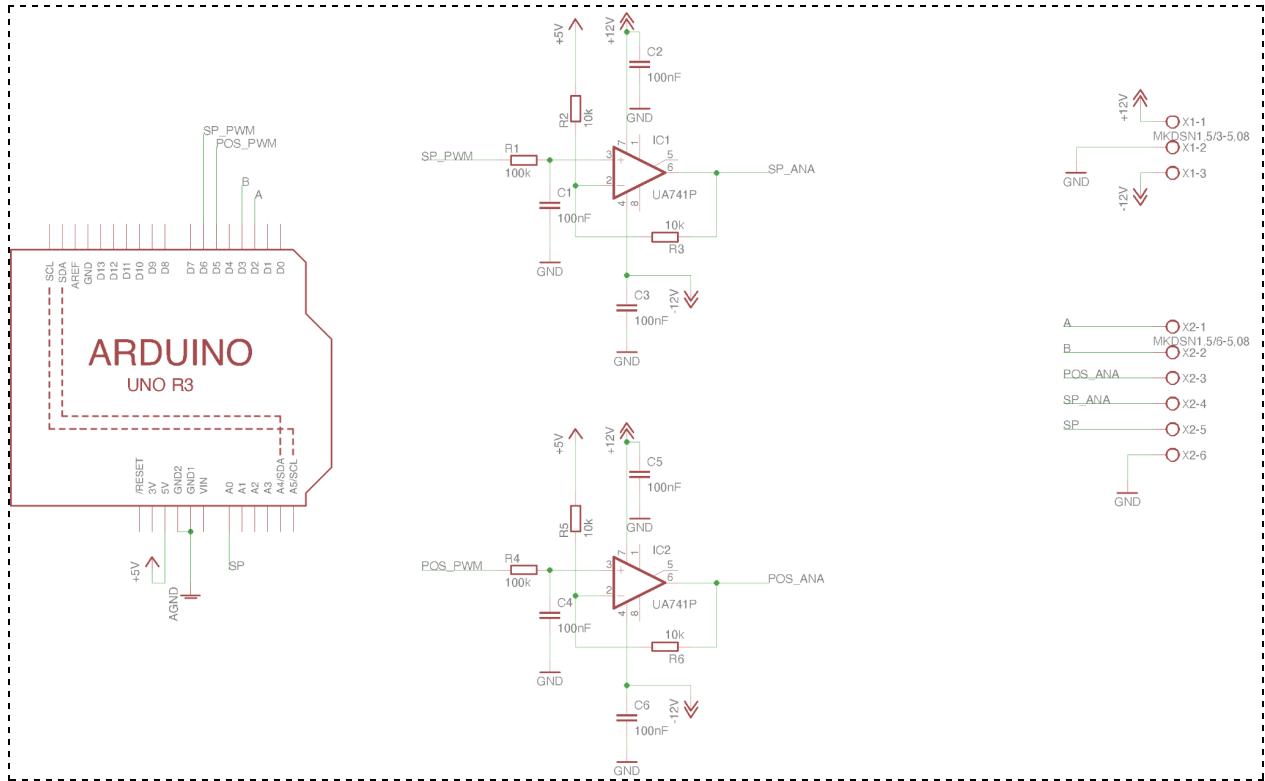 SP_PWM
POS_PWM
B
A
SCL
SDA
AREF
GND
D13
D12
D11
D10
D9
D8
D7
D6
D5
D4
D3
D2
D1
D0
ARDUINO
UNO R3
/RESET
3V
5V
GND2
GND1
VIN
A0
A1
A2
A3
A4/SDA
A5/SCL
+5V
AGND
SP
+5V
+12V
C2
100nF
GND
R2
10k
IC1
SP_PWM
R1
100k
3
2
7
1
5
6
4
8
UA741P
SP_ANA
C1
100nF
GND
10k
R3
C3
100nF
-12V
GND
+5V
+12V
C5
100nF
GND
R5
10k
IC2
POS_PWM
R4
100k
3
2
7
1
5
6
4
8
UA741P
POS_ANA
C4
100nF
GND
10k
R6
C6
100nF
-12V
GND
+12V
X1-1
MKDSN1,5/3-5,08
X1-2
GND
X1-3
-12V
A
X2-1
MKDSN1,5/6-5,08
B
X2-2
POS_ANA
X2-3
SP_ANA
X2-4
SP
X2-5
X2-6
GND